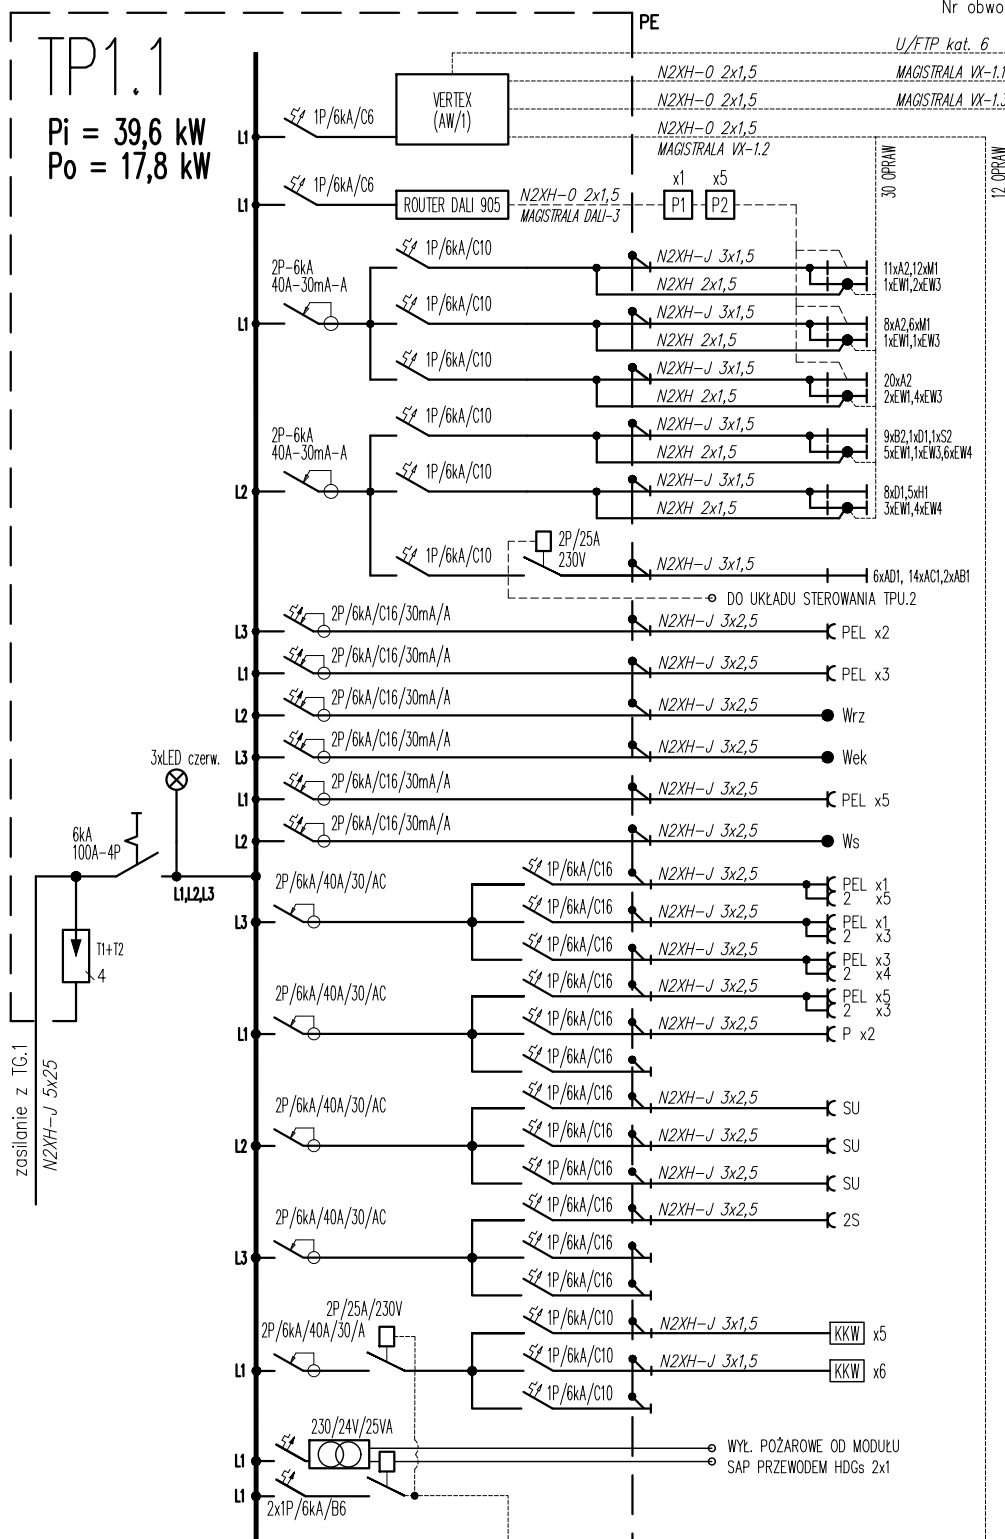 Nr obwo
PE
TP1.1
Pi = 39,6 kW
Po = 17,8 kW
U/FTP kat. 6
N2XH-O 2x1,5
MAGISTRALA VX-1.1
N2XH-O 2x1,5
MAGISTRALA VX-1.3
VERTEX
(AW/1)
L1
1P/6kA/C6
N2XH-O 2x1,5
MAGISTRALA VX-1.2
30 OPRAW
12 OPRAW
L1
1P/6kA/C6
ROUTER DALI 905
N2XH-O 2x1,5
MAGISTRALA DALI-3
x1
P1
x5
P2
1P/6kA/C10
N2XH-J 3x1,5
11xA2,12xM1
N2XH 2x1,5
1xEW1,2xEW3
2P-6kA
40A-30mA-A
L1
1P/6kA/C10
N2XH-J 3x1,5
8xA2,6xM1
N2XH 2x1,5
1xEW1,1xEW3
1P/6kA/C10
N2XH-J 3x1,5
20xA2
N2XH 2x1,5
2xEW1,4xEW3
1P/6kA/C10
N2XH-J 3x1,5
9xB2,1xD1,1xS2
N2XH 2x1,5
5xEW1,1xEW3,6xEW4
2P-6kA
40A-30mA-A
L2
1P/6kA/C10
N2XH-J 3x1,5
8xD1,5xH1
N2XH 2x1,5
3xEW1,4xEW4
1P/6kA/C10
2P/25A
230V
N2XH-J 3x1,5
6xAD1, 14xAC1,2xAB1
DO UKŁADU STEROWANIA TPU.2
L3
2P/6kA/C16/30mA/A
N2XH-J 3x2,5
PEL x2
L1
2P/6kA/C16/30mA/A
N2XH-J 3x2,5
PEL x3
L2
2P/6kA/C16/30mA/A
N2XH-J 3x2,5
Wrz
L3
2P/6kA/C16/30mA/A
N2XH-J 3x2,5
Wek
L1
2P/6kA/C16/30mA/A
N2XH-J 3x2,5
PEL x5
L2
2P/6kA/C16/30mA/A
N2XH-J 3x2,5
Ws
3xLED czerw.
6kA
100A-4P
L1,L2,L3
T1+T2
4
zasilanie z TG.1
N2XH-J 5x25
2P/6kA/40A/30/AC
L3
1P/6kA/C16
N2XH-J 3x2,5
PEL x1
2 x5
1P/6kA/C16
N2XH-J 3x2,5
PEL x1
2 x3
1P/6kA/C16
N2XH-J 3x2,5
PEL x3
2 x4
2P/6kA/40A/30/AC
L1
1P/6kA/C16
N2XH-J 3x2,5
PEL x5
2 x3
1P/6kA/C16
N2XH-J 3x2,5
P x2
1P/6kA/C16
2P/6kA/40A/30/AC
L2
1P/6kA/C16
N2XH-J 3x2,5
SU
1P/6kA/C16
N2XH-J 3x2,5
SU
1P/6kA/C16
N2XH-J 3x2,5
SU
2P/6kA/40A/30/AC
L3
1P/6kA/C16
N2XH-J 3x2,5
2S
1P/6kA/C16
1P/6kA/C16
2P/25A/230V
2P/6kA/40A/30/A
L1
1P/6kA/C10
N2XH-J 3x1,5
KKW x5
1P/6kA/C10
N2XH-J 3x1,5
KKW x6
1P/6kA/C10
230/24V/25VA
L1
WYŁ. POŻAROWE OD MODUŁU
SAP PRZEWODEM HDGs 2x1
L1
2x1P/6kA/B6